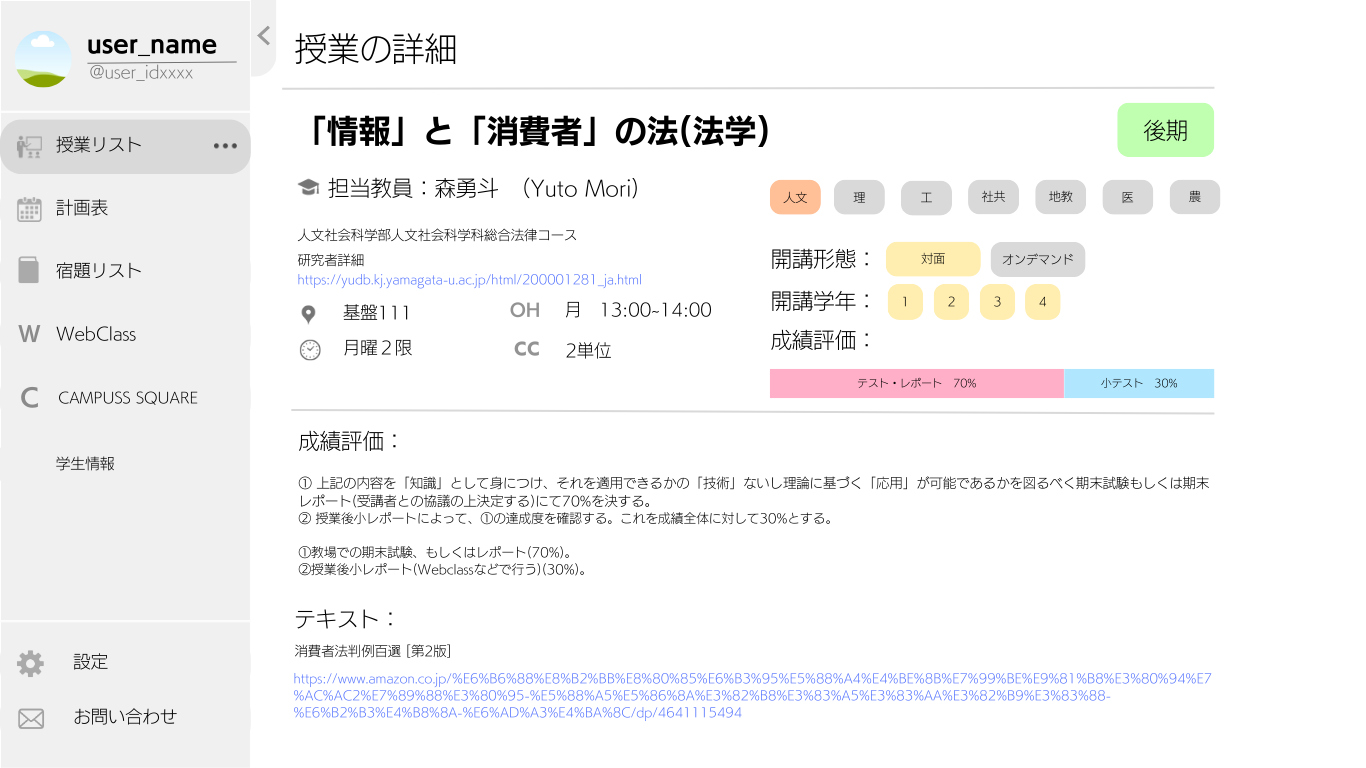 user_name
@user_idxxxx
授業リスト
計画表
宿題リスト
W WebClass
C CAMPUSS SQUARE
学生情報
設定
お問い合わせ
授業の詳細
「情報」と「消費者」の法(法学)
後期
担当教員：森勇斗　（Yuto Mori）
人文 理 工 社共 地教 医 農
人文社会科学部人文社会科学科総合法律コース
研究者詳細
https://yudb.kj.yamagata-u.ac.jp/html/200001281_ja.html
基盤111
OH 月　13:00~14:00
月曜２限
CC 2単位
開講形態： 対面 オンデマンド
開講学年： 1 2 3 4
成績評価：
テスト・レポート　70% 小テスト　30%
成績評価：
① 上記の内容を「知識」として身につけ、それを適用できるかの「技術」ないし理論に基づく「応用」が可能であるかを図るべく期末試験もしくは期末
レポート(受講者との協議の上決定する)にて70%を決する。
② 授業後小レポートによって、①の達成度を確認する。これを成績全体に対して30%とする。
①教場での期末試験、もしくはレポート(70%)。
②授業後小レポート(Webclassなどで行う)(30%)。
テキスト：
消費者法判例百選 [第2版]
https://www.amazon.co.jp/%E6%B6%88%E8%B2%BB%E8%80%85%E6%B3%95%E5%88%A4%E4%BE%8B%E7%99%BE%E9%81%B8%E3%80%94%E7
%AC%AC2%E7%89%88%E3%80%95-%E5%88%A5%E5%86%8A%E3%82%B8%E3%83%A5%E3%83%AA%E3%82%B9%E3%83%88-
%E6%B2%B3%E4%B8%8A-%E6%AD%A3%E4%BA%8C/dp/4641115494